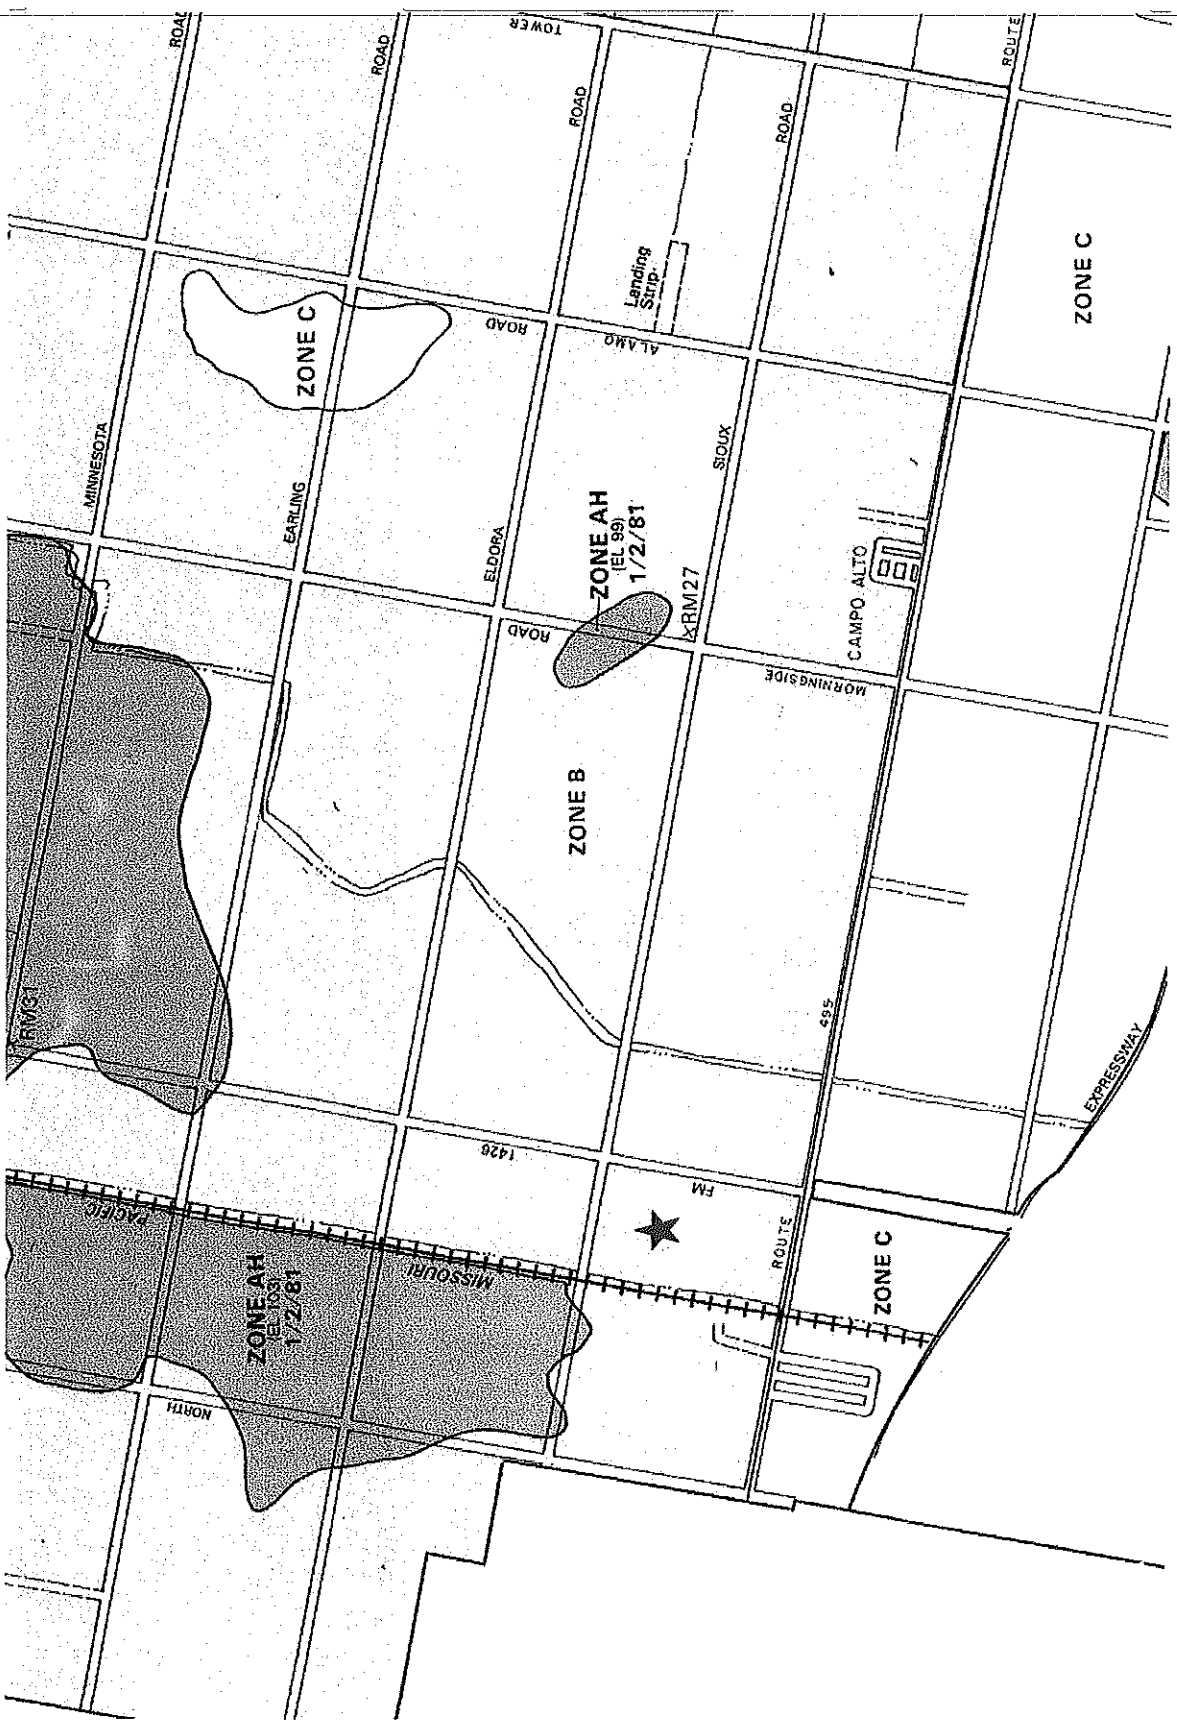 TOWER
ROAD
ROAD
ROAD
ROAD
ROUTE
ZONE C
ROAD
ALAMO
Landing
Strip
ZONE C
MINNESOTA
EARLING
ELDORA
SIOUX
ZONE AH
(EL 99)
1/2/81
XRM27
CAMPO ALTO
ROAD
MORNINGSIDE
ZONE B
RM31
495
EXPRESSWAY
1426
FM
ROUTE
ZONE C
PACIFIC
MISSOURI
ZONE AH
(EL 103)
1/2/81
NORTH